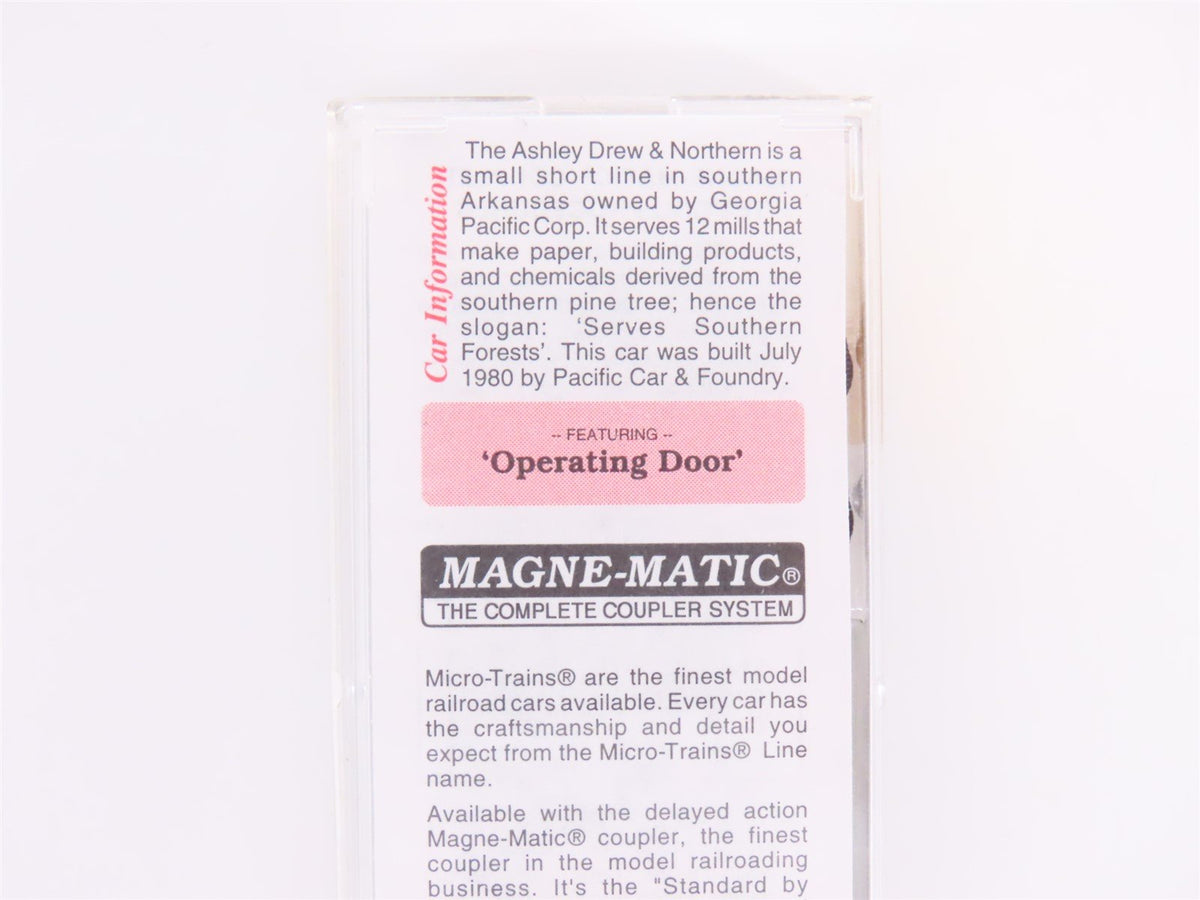 Car Information
The Ashley Drew & Northern is a
small short line in southern
Arkansas owned by Georgia
Pacific Corp. It serves 12 mills that
make paper, building products,
and chemicals derived from the
southern pine tree; hence the
slogan: ‘Serves Southern
Forests’. This car was built July
1980 by Pacific Car & Foundry.
-- FEATURING --
‘Operating Door’
MAGNE-MATIC®
THE COMPLETE COUPLER SYSTEM
Micro-Trains® are the finest model
railroad cars available. Every car has
the craftsmanship and detail you
expect from the Micro-Trains® Line
name.
Available with the delayed action
Magne-Matic® coupler, the finest
coupler in the model railroading
business. It's the "Standard by